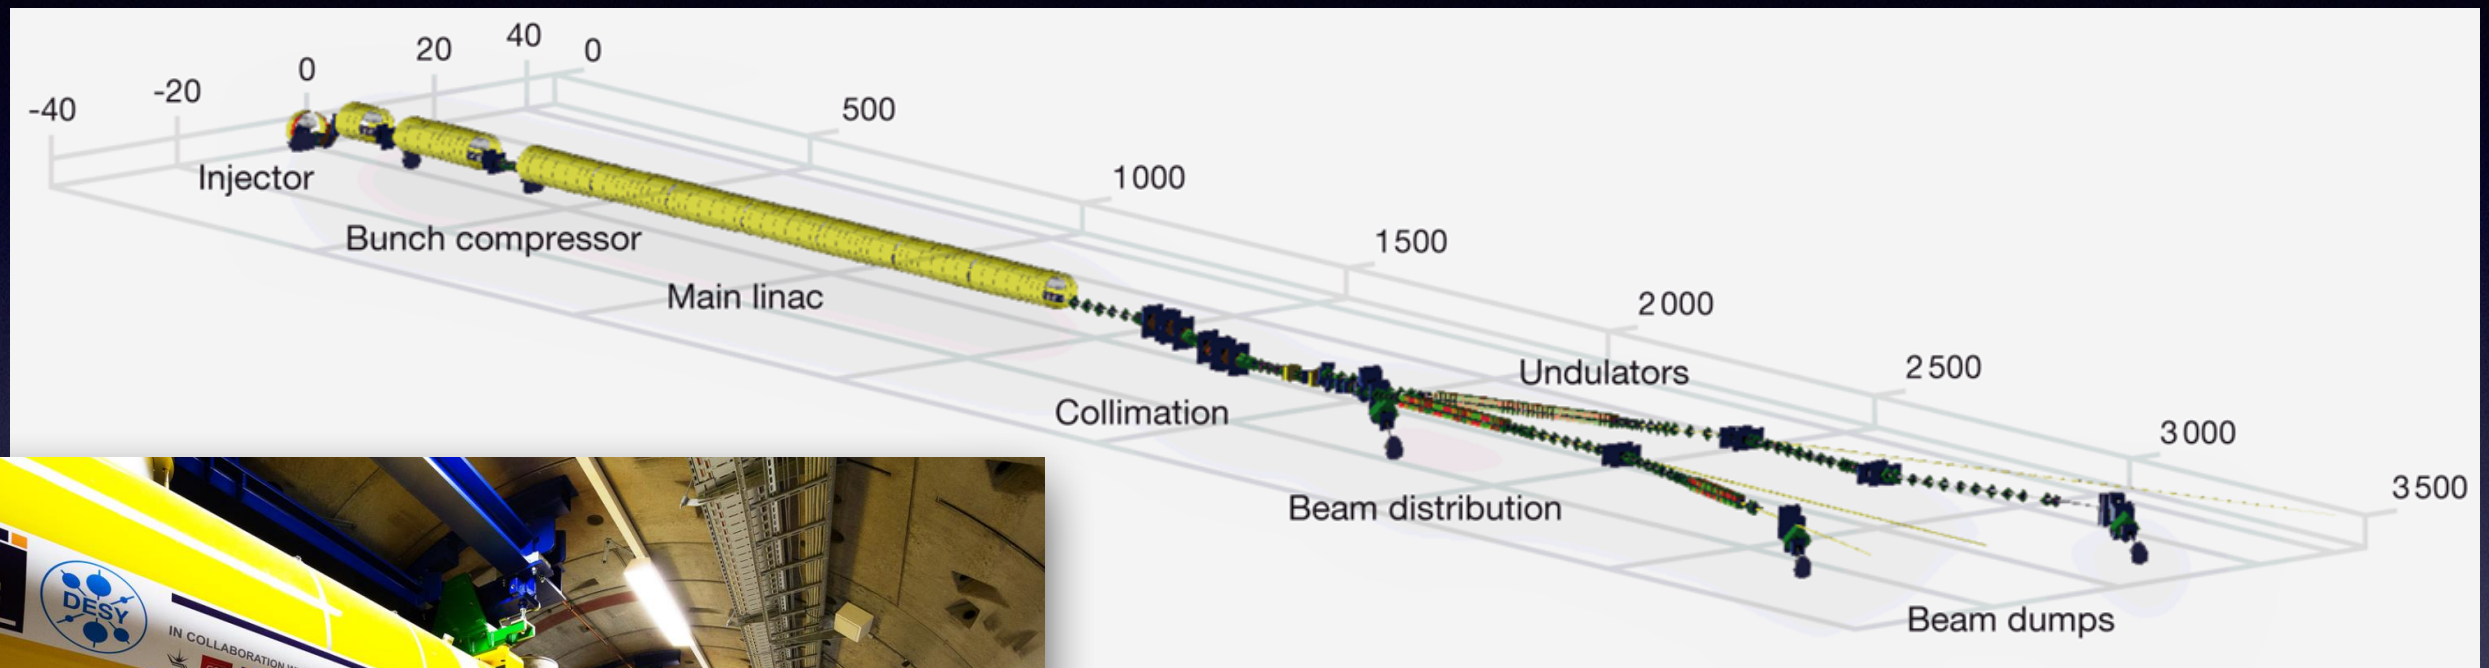 -40
-20
0
20
40
0
500
1000
1500
2000
2500
3000
3500
Injector
Bunch compressor
Main linac
Collimation
Undulators
Beam distribution
Beam dumps
DESY
IN COLLABORATION